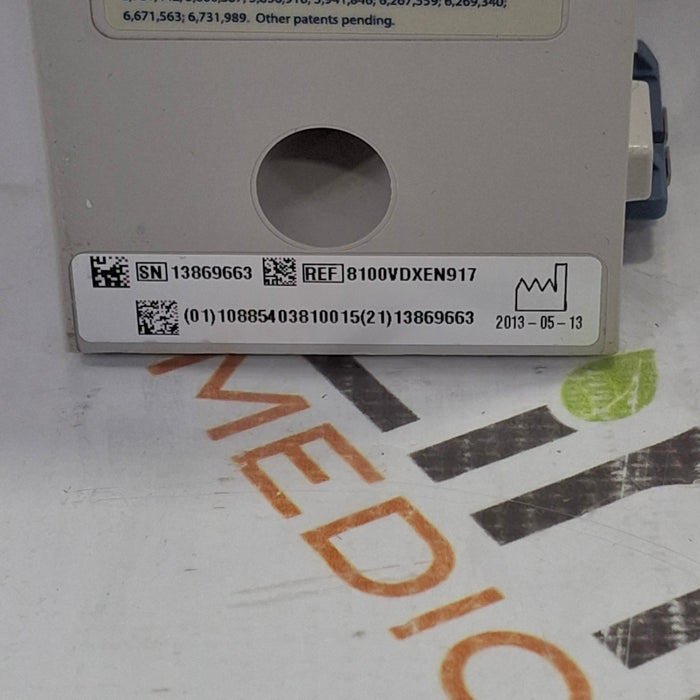 6,671,563; 6,731,989. Other patents pending.
SN 13869663 REF 8100VDXEN917
(01)10885403810015(21)13869663 2013-05-13
MEDIC